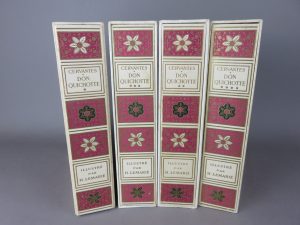 CERVANTES
DON
QUICHOTTE
*
ILLUSTRÉ
PAR
H. LEMARIÉ
CERVANTES
DON
QUICHOTTE
***
ILLUSTRÉ
PAR
H. LEMARIÉ
CERVANTES
DON
QUICHOTTE
**
ILLUSTRÉ
PAR
H. LEMARIÉ
CERVANTES
DON
QUICHOTTE
****
ILLUSTRÉ
PAR
H. LEMARIÉ